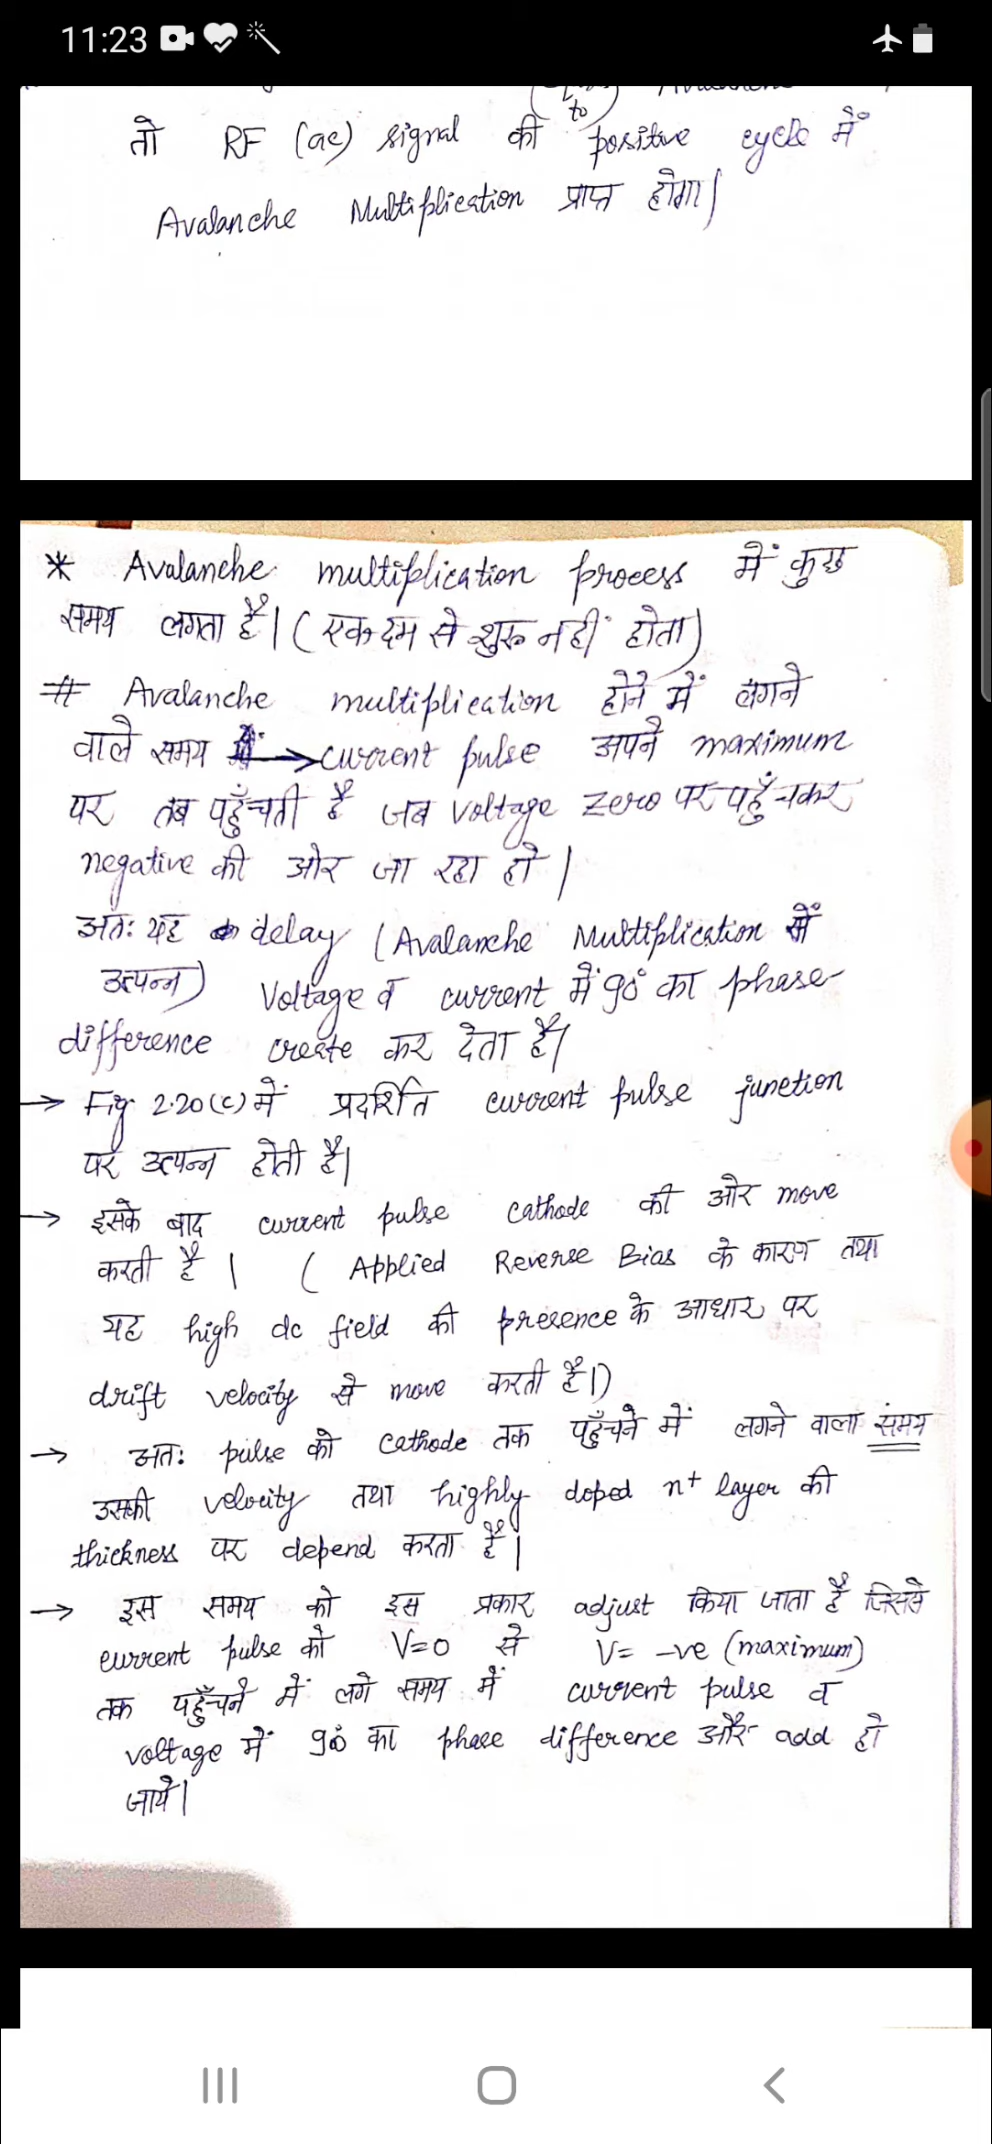 11:23
to
तो RF (ac) signal की positive cycle में
Avalanche Multiplication प्राप्त होगा|
* Avalanche multiplication process में कुछ
समय लगता है| (एक दम से शुरू नहीं होता)
# Avalanche multiplication होने में लगने
वाले समय → current pulse अपने maximum
पर तब पहुँचती है जब voltage zero पर पहुँचकर
negative की ओर जा रहा हो |
अतः यह delay (Avalanche Multiplication में
उत्पन्न) Voltage व current में 90° का phase
difference create कर देता है|
→ Fig 2.20(c) में प्रदर्शित current pulse junction
पर उत्पन्न होती है|
→ इसके बाद current pulse cathode की ओर move
करती है | ( Applied Reverse Bias के कारण तथा
यह high dc field की presence के आधार पर
drift velocity से move करती है|)
→ अतः pulse को cathode तक पहुँचने में लगने वाला समय
उसकी velocity तथा highly doped n+ layer की
thickness पर depend करता है|
→ इस समय को इस प्रकार adjust किया जाता है जिससे
current pulse को V=0 से V= -ve (maximum)
तक पहुँचने में लगे समय में current pulse व
voltage में 90° का phase difference और add हो
जाये|